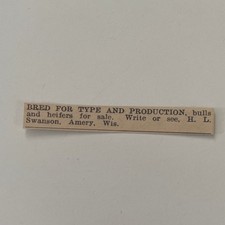 BRED FOR TYPE AND PRODUCTION, bulls
and heifers for sale. Write or see, H. L.
Swanson, Amery, Wis.